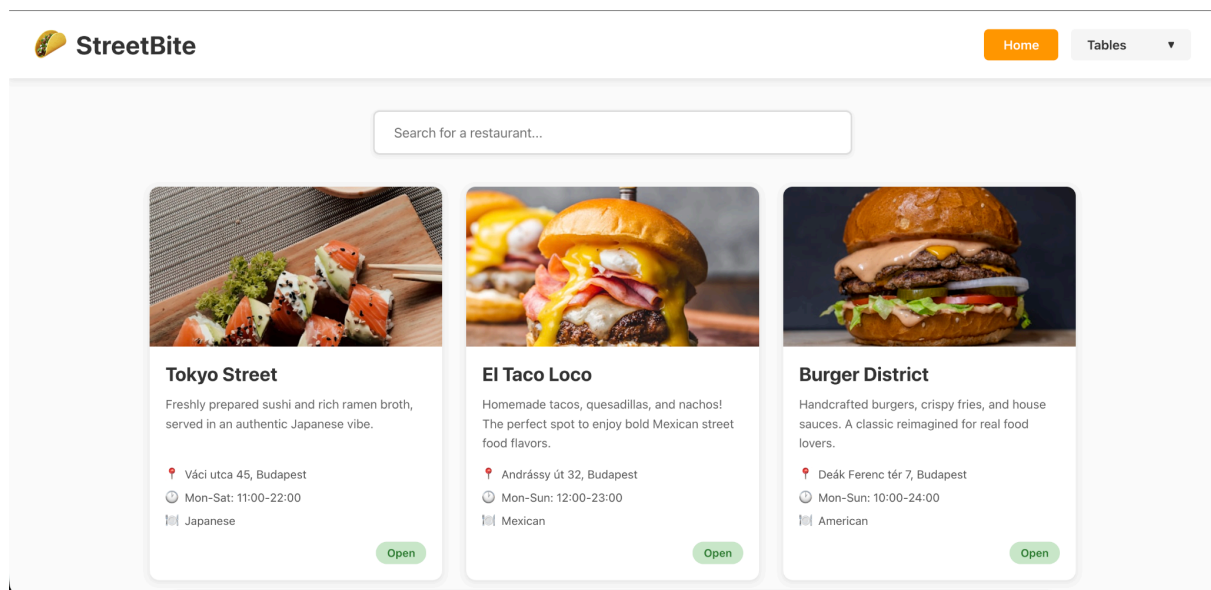 StreetBite
Home
Tables
Search for a restaurant...
Tokyo Street
Freshly prepared sushi and rich ramen broth,
served in an authentic Japanese vibe.
Váci utca 45, Budapest
Mon-Sat: 11:00-22:00
Japanese
Open
El Taco Loco
Homemade tacos, quesadillas, and nachos!
The perfect spot to enjoy bold Mexican street
food flavors.
Andrássy út 32, Budapest
Mon-Sun: 12:00-23:00
Mexican
Open
Burger District
Handcrafted burgers, crispy fries, and house
sauces. A classic reimagined for real food
lovers.
Deák Ferenc tér 7, Budapest
Mon-Sun: 10:00-24:00
American
Open